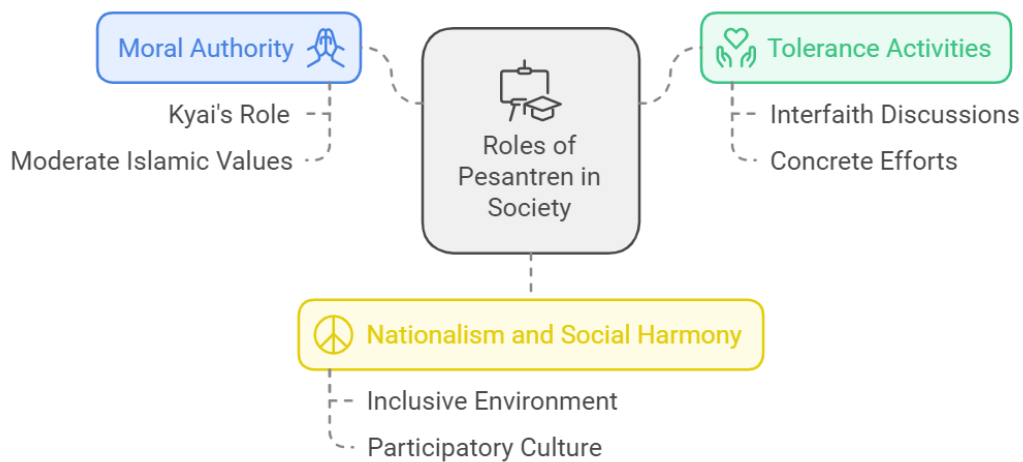 Moral Authority
Kyai's Role
Moderate Islamic Values
Roles of
Pesantren in
Society
Tolerance Activities
Interfaith Discussions
Concrete Efforts
Nationalism and Social Harmony
Inclusive Environment
Participatory Culture